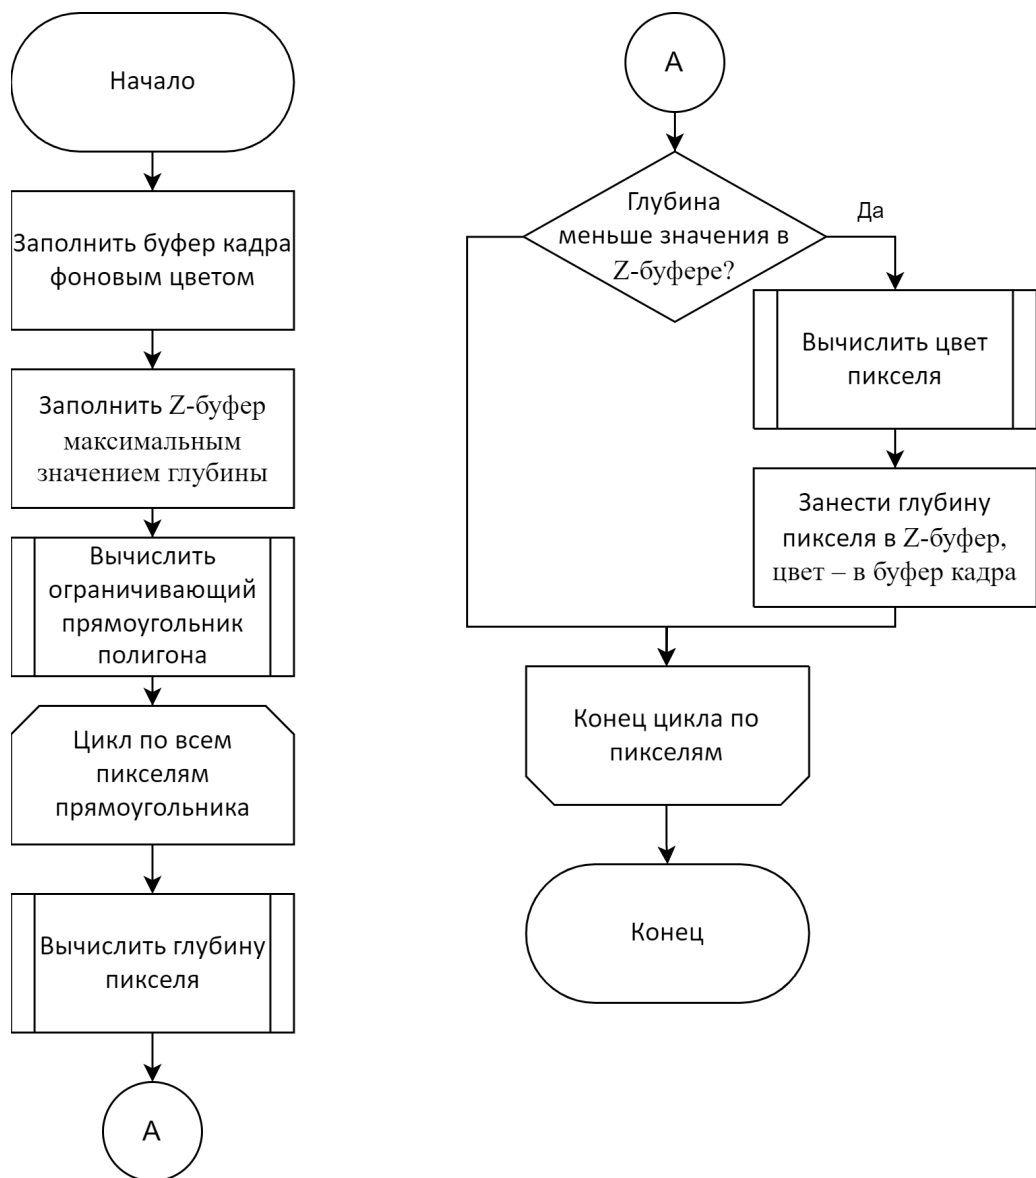 Начало
Заполнить буфер кадра
фоновым цветом
Заполнить Z-буфер
максимальным
значением глубины
Вычислить
ограничивающий
прямоугольник
полигона
Цикл по всем
пикселям
прямоугольника
Вычислить глубину
пикселя
А
А
Глубина
меньше значения в
Z-буфере?
Да
Вычислить цвет
пикселя
Занести глубину
пикселя в Z-буфер,
цвет – в буфер кадра
Конец цикла по
пикселям
Конец